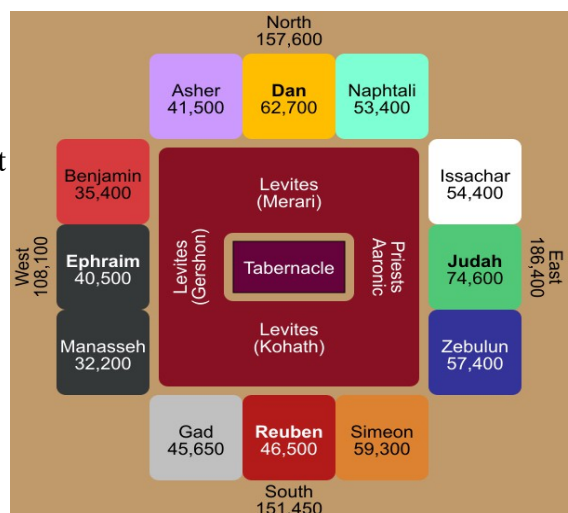 North
157,600
Asher
41,500
Dan
62,700
Naphtali
53,400
t
Benjamin
35,400
Levites
(Merari)
Issachar
54,400
West
108,100
Ephraim
40,500
Levites
(Gershon)
Tabernacle
Priests
Aaronic
Judah
74,600
East
186,400
Manasseh
32,200
Levites
(Kohath)
Zebulun
57,400
Gad
45,650
Reuben
46,500
Simeon
59,300
South
151,450